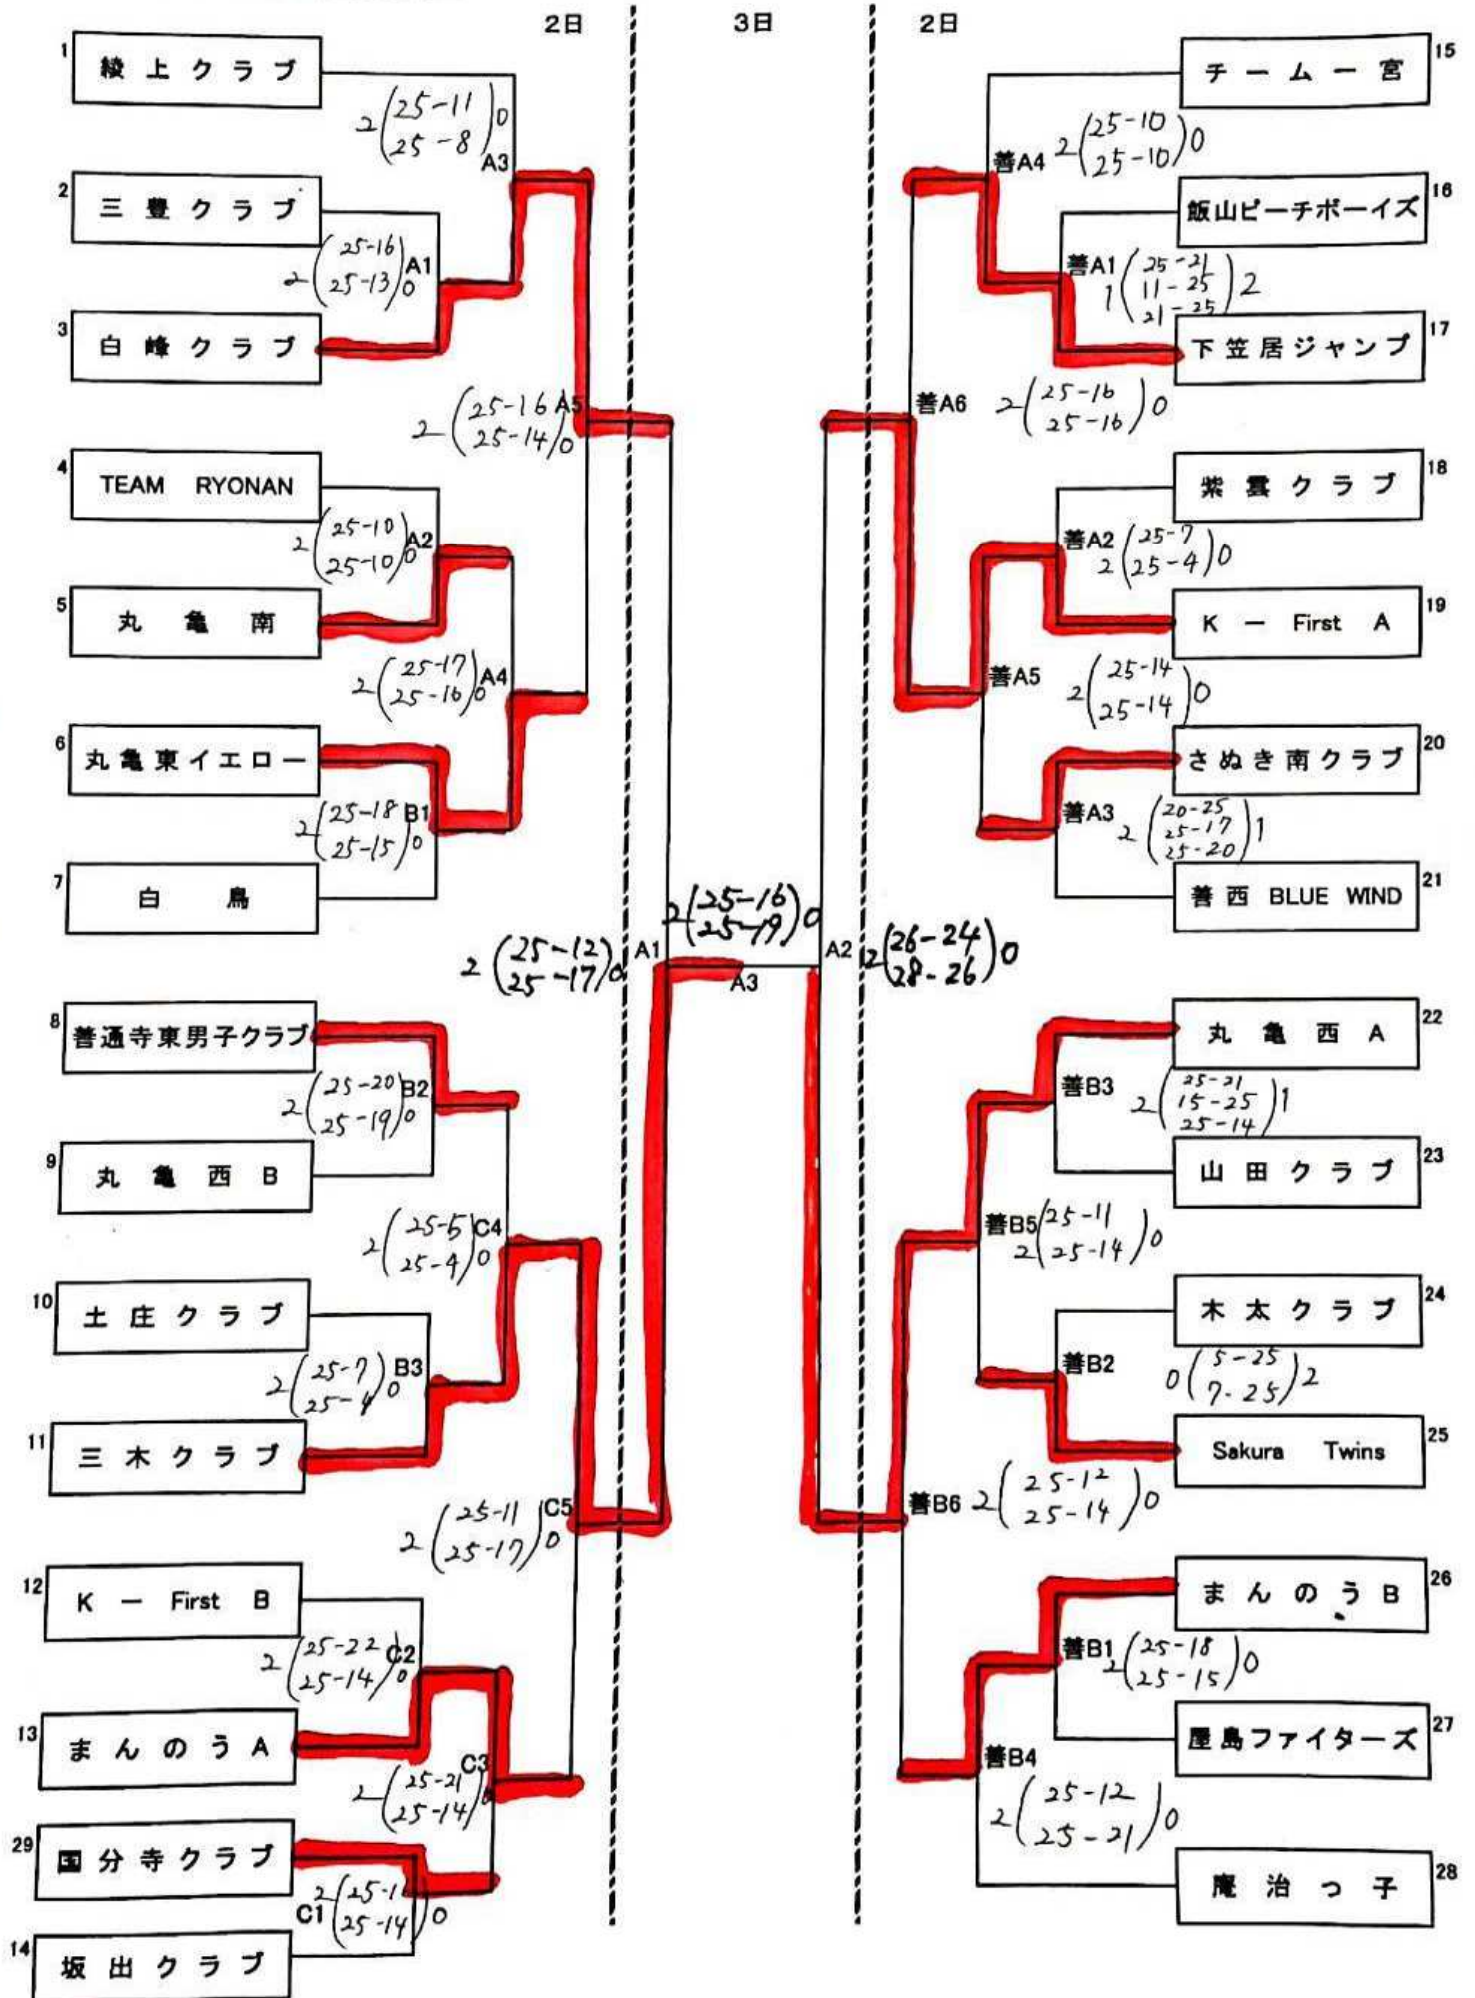 2日
3日
2日
1 綾上クラブ
2(25-11 25-8)0
A3
2 三豊クラブ
2(25-16 25-13)0
A1
3 白峰クラブ
2(25-16 25-14)0
A5
4 TEAM RYONAN
2(25-10 25-10)0
A2
5 丸亀南
2(25-17 25-16)0
A4
6 丸亀東イエロー
2(25-18 25-15)0
B1
7 白鳥
2(25-12 25-17)0
A1
2(25-16 25-19)0
A3
8 善通寺東男子クラブ
2(25-20 25-19)0
B2
9 丸亀西B
2(25-5 25-4)0
C4
10 土庄クラブ
2(25-7 25-4)0
B3
11 三木クラブ
2(25-11 25-17)0
C5
12 K ー First B
2(25-22 25-14)0
C2
13 まんのうA
2(25-21 25-14)
C3
29 国分寺クラブ
2(25-1 25-14)0
C1
14 坂出クラブ
15 チーム一宮
善A4
2(25-10 25-10)0
16 飯山ピーチボーイズ
善A1
1(25-21 11-25 21-25)2
17 下笠居ジャンプ
善A6
2(25-16 25-16)0
18 紫雲クラブ
善A2
2(25-7 25-4)0
19 K ー First A
善A5
2(25-14 25-14)0
20 さぬき南クラブ
善A3
2(20-25 25-17 25-20)1
21 善西 BLUE WIND
A2
2(26-24 28-26)0
22 丸亀西A
善B3
2(25-21 15-25 25-14)1
23 山田クラブ
善B5
2(25-11 25-14)0
24 木太クラブ
善B2
0(5-25 7-25)2
25 Sakura Twins
善B6
2(25-12 25-14)0
26 まんのうB
善B1
2(25-18 25-15)0
27 屋島ファイターズ
善B4
2(25-12 25-21)0
28 庵治っ子